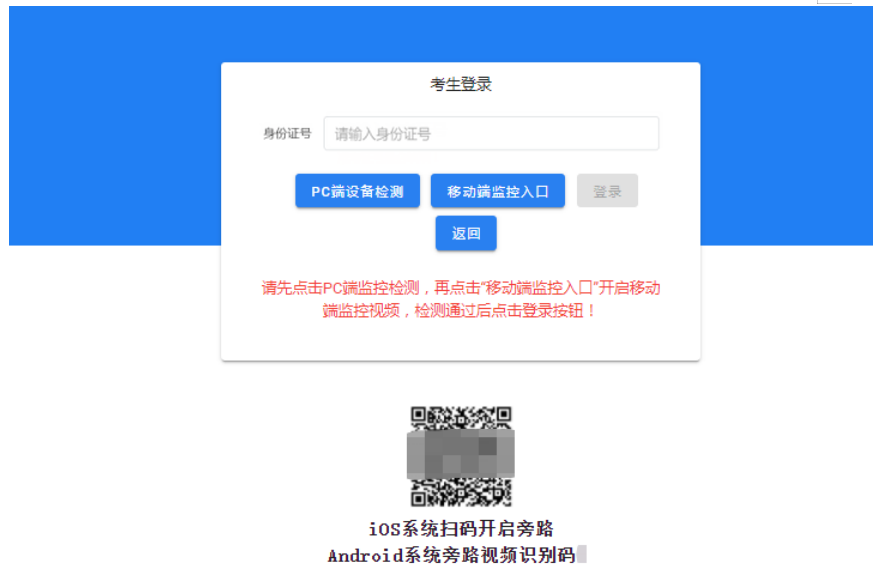 考生登录
身份证号 请输入身份证号
PC端设备检测 移动端监控入口 登录
返回
请先点击PC端监控检测，再点击“移动端监控入口”开启移动
端监控视频，检测通过后点击登录按钮！
iOS系统扫码开启旁路
Android系统旁路视频识别码